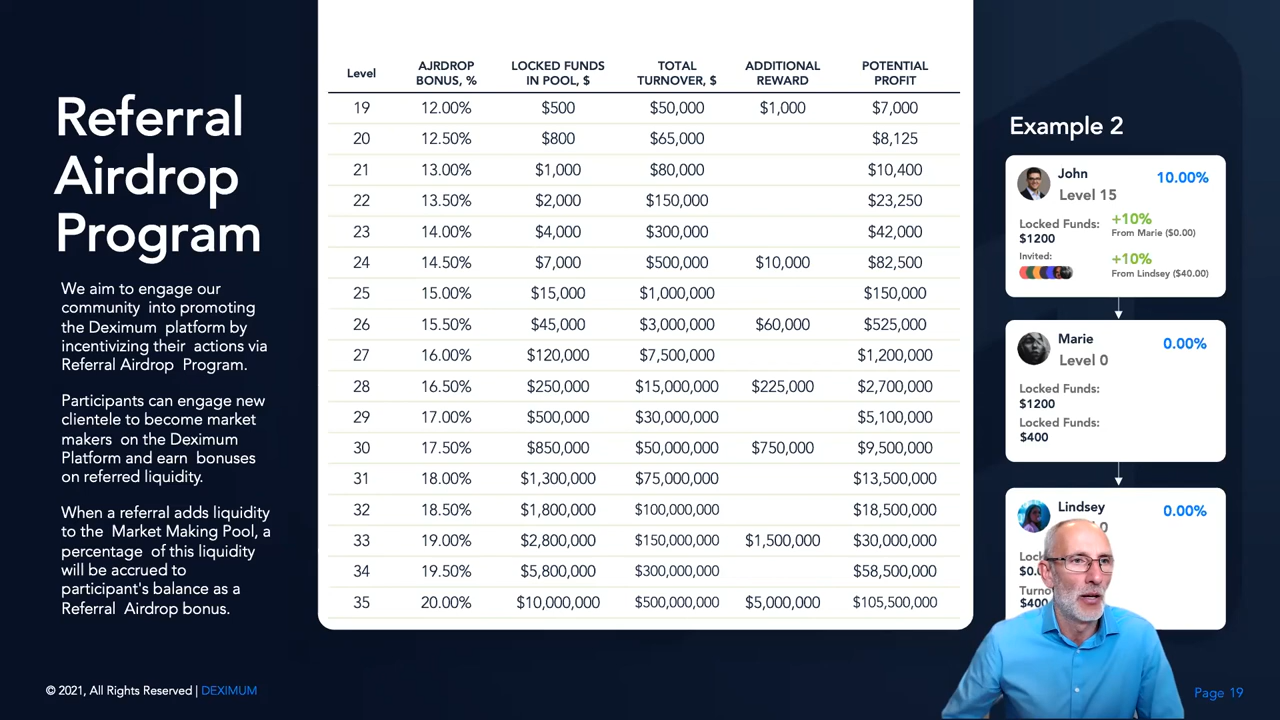 Referral
Airdrop
Program
We aim to engage our
community into promoting
the Deximum platform by
incentivizing their actions via
Referral Airdrop Program.
Participants can engage new
clientele to become market
makers on the Deximum
Platform and earn bonuses
on referred liquidity.
When a referral adds liquidity
to the Market Making Pool, a
percentage of this liquidity
will be accrued to
participant's balance as a
Referral Airdrop bonus.
Level AJRDROP BONUS, % LOCKED FUNDS IN POOL, $ TOTAL TURNOVER, $ ADDITIONAL REWARD POTENTIAL PROFIT
19 12.00% $500 $50,000 $1,000 $7,000
20 12.50% $800 $65,000 $8,125
21 13.00% $1,000 $80,000 $10,400
22 13.50% $2,000 $150,000 $23,250
23 14.00% $4,000 $300,000 $42,000
24 14.50% $7,000 $500,000 $10,000 $82,500
25 15.00% $15,000 $1,000,000 $150,000
26 15.50% $45,000 $3,000,000 $60,000 $525,000
27 16.00% $120,000 $7,500,000 $1,200,000
28 16.50% $250,000 $15,000,000 $225,000 $2,700,000
29 17.00% $500,000 $30,000,000 $5,100,000
30 17.50% $850,000 $50,000,000 $750,000 $9,500,000
31 18.00% $1,300,000 $75,000,000 $13,500,000
32 18.50% $1,800,000 $100,000,000 $18,500,000
33 19.00% $2,800,000 $150,000,000 $1,500,000 $30,000,000
34 19.50% $5,800,000 $300,000,000 $58,500,000
35 20.00% $10,000,000 $500,000,000 $5,000,000 $105,500,000
Example 2
John 10.00%
Level 15
Locked Funds: +10%
$1200 From Marie ($0.00)
Invited: +10%
From Lindsey ($40.00)
Marie 0.00%
Level 0
Locked Funds:
$1200
Locked Funds:
$400
Lindsey 0.00%
0
$400
© 2021, All Rights Reserved | DEXIMUM
Page 19